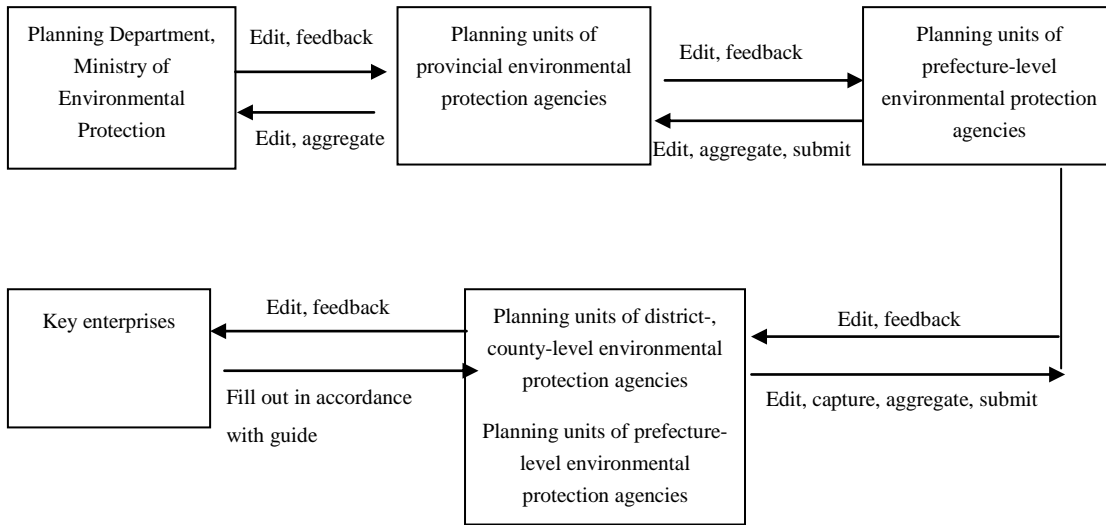 Planning Department,
Ministry of
Environmental
Protection
Edit, feedback
Edit, aggregate
Planning units of
provincial environmental
protection agencies
Edit, feedback
Edit, aggregate, submit
Planning units of
prefecture-level
environmental protection
agencies
Key enterprises
Edit, feedback
Fill out in accordance
with guide
Planning units of district-,
county-level environmental
protection agencies
Planning units of prefecture-
level environmental
protection agencies
Edit, feedback
Edit, capture, aggregate, submit